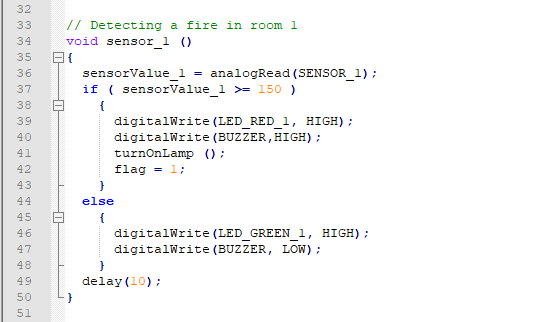 32
33 // Detecting a fire in room 1
34 void sensor_1 ()
35 {
36 sensorValue_1 = analogRead(SENSOR_1);
37 if ( sensorValue_1 >= 150 )
38 {
39 digitalWrite(LED_RED_1, HIGH);
40 digitalWrite(BUZZER,HIGH);
41 turnOnLamp ();
42 flag = 1;
43 }
44 else
45 {
46 digitalWrite(LED_GREEN_1, HIGH);
47 digitalWrite(BUZZER, LOW);
48 }
49 delay(10);
50 }
51